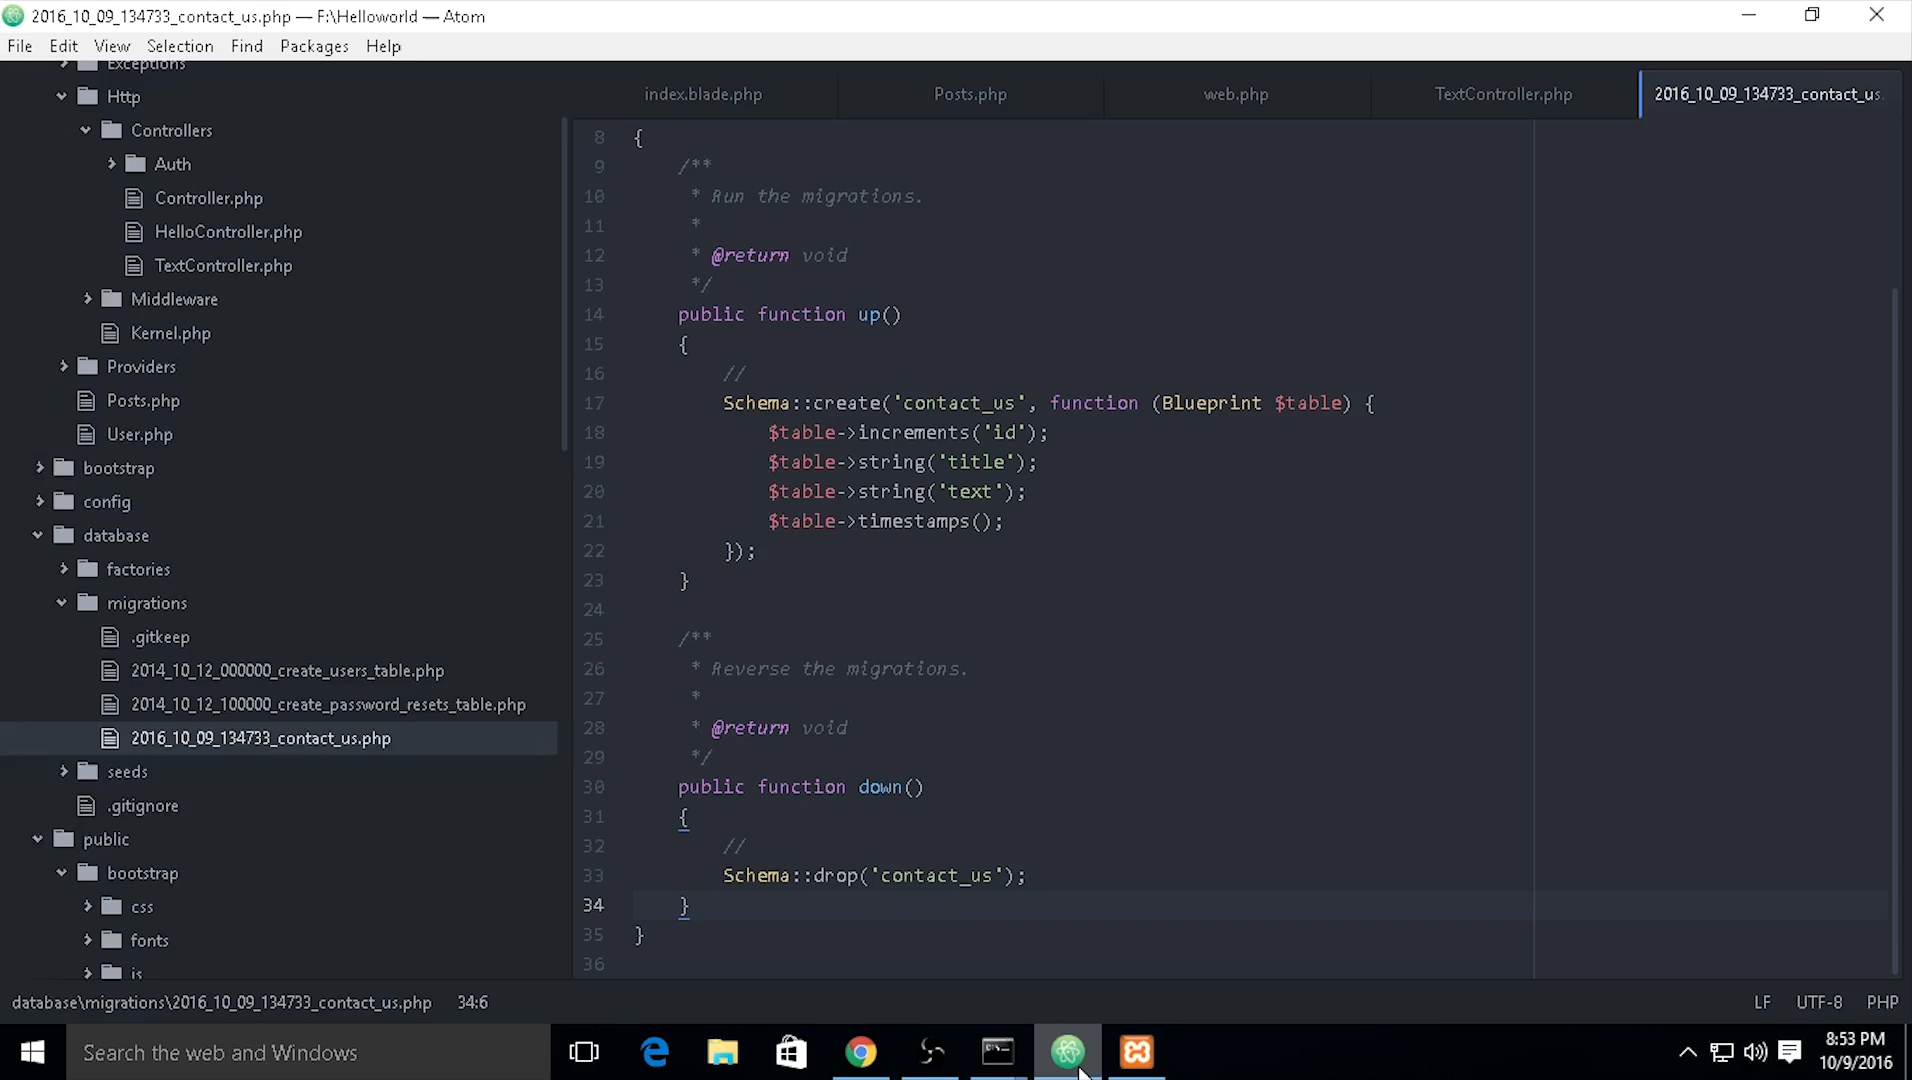 2016_10_09_134733_contact_us.php — F:\Helloworld — Atom
File Edit View Selection Find Packages Help
Exceptions
Http
Controllers
Auth
Controller.php
HelloController.php
TextController.php
Middleware
Kernel.php
Providers
Posts.php
User.php
bootstrap
config
database
factories
migrations
.gitkeep
2014_10_12_000000_create_users_table.php
2014_10_12_100000_create_password_resets_table.php
2016_10_09_134733_contact_us.php
seeds
.gitignore
public
bootstrap
css
fonts
js
index.blade.php Posts.php web.php TextController.php 2016_10_09_134733_contact_us.
8 {
9 /**
10 * Run the migrations.
11 *
12 * @return void
13 */
14 public function up()
15 {
16 //
17 Schema::create('contact_us', function (Blueprint $table) {
18 $table->increments('id');
19 $table->string('title');
20 $table->string('text');
21 $table->timestamps();
22 });
23 }
24
25 /**
26 * Reverse the migrations.
27 *
28 * @return void
29 */
30 public function down()
31 {
32 //
33 Schema::drop('contact_us');
34 }
35 }
36
database\migrations\2016_10_09_134733_contact_us.php 34:6 LF UTF-8 PHP
Search the web and Windows
8:53 PM
10/9/2016